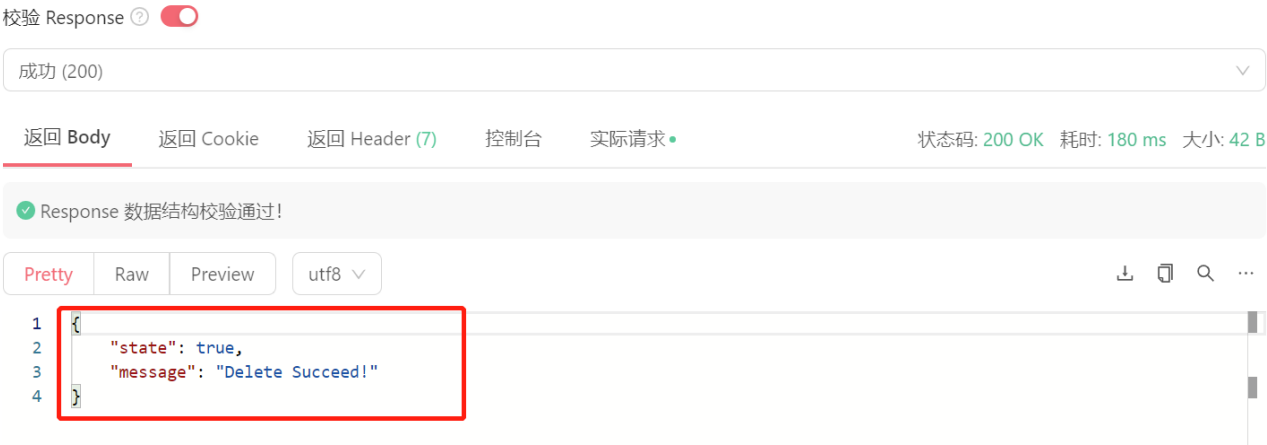 校验 Response ?
成功 (200)
返回 Body 返回 Cookie 返回 Header (7) 控制台 实际请求 状态码: 200 OK 耗时: 180 ms 大小: 42 B
Response 数据结构校验通过!
Pretty Raw Preview utf8 ...
1 {
2 "state": true,
3 "message": "Delete Succeed!"
4 }